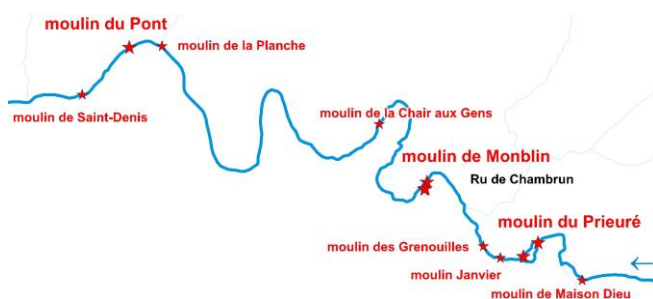 moulin du Pont
moulin de la Planche
moulin de Saint-Denis
moulin de la Chair aux Gens
moulin de Monblin
Ru de Chambrun
moulin du Prieuré
moulin des Grenouilles
moulin Janvier
moulin de Maison Dieu